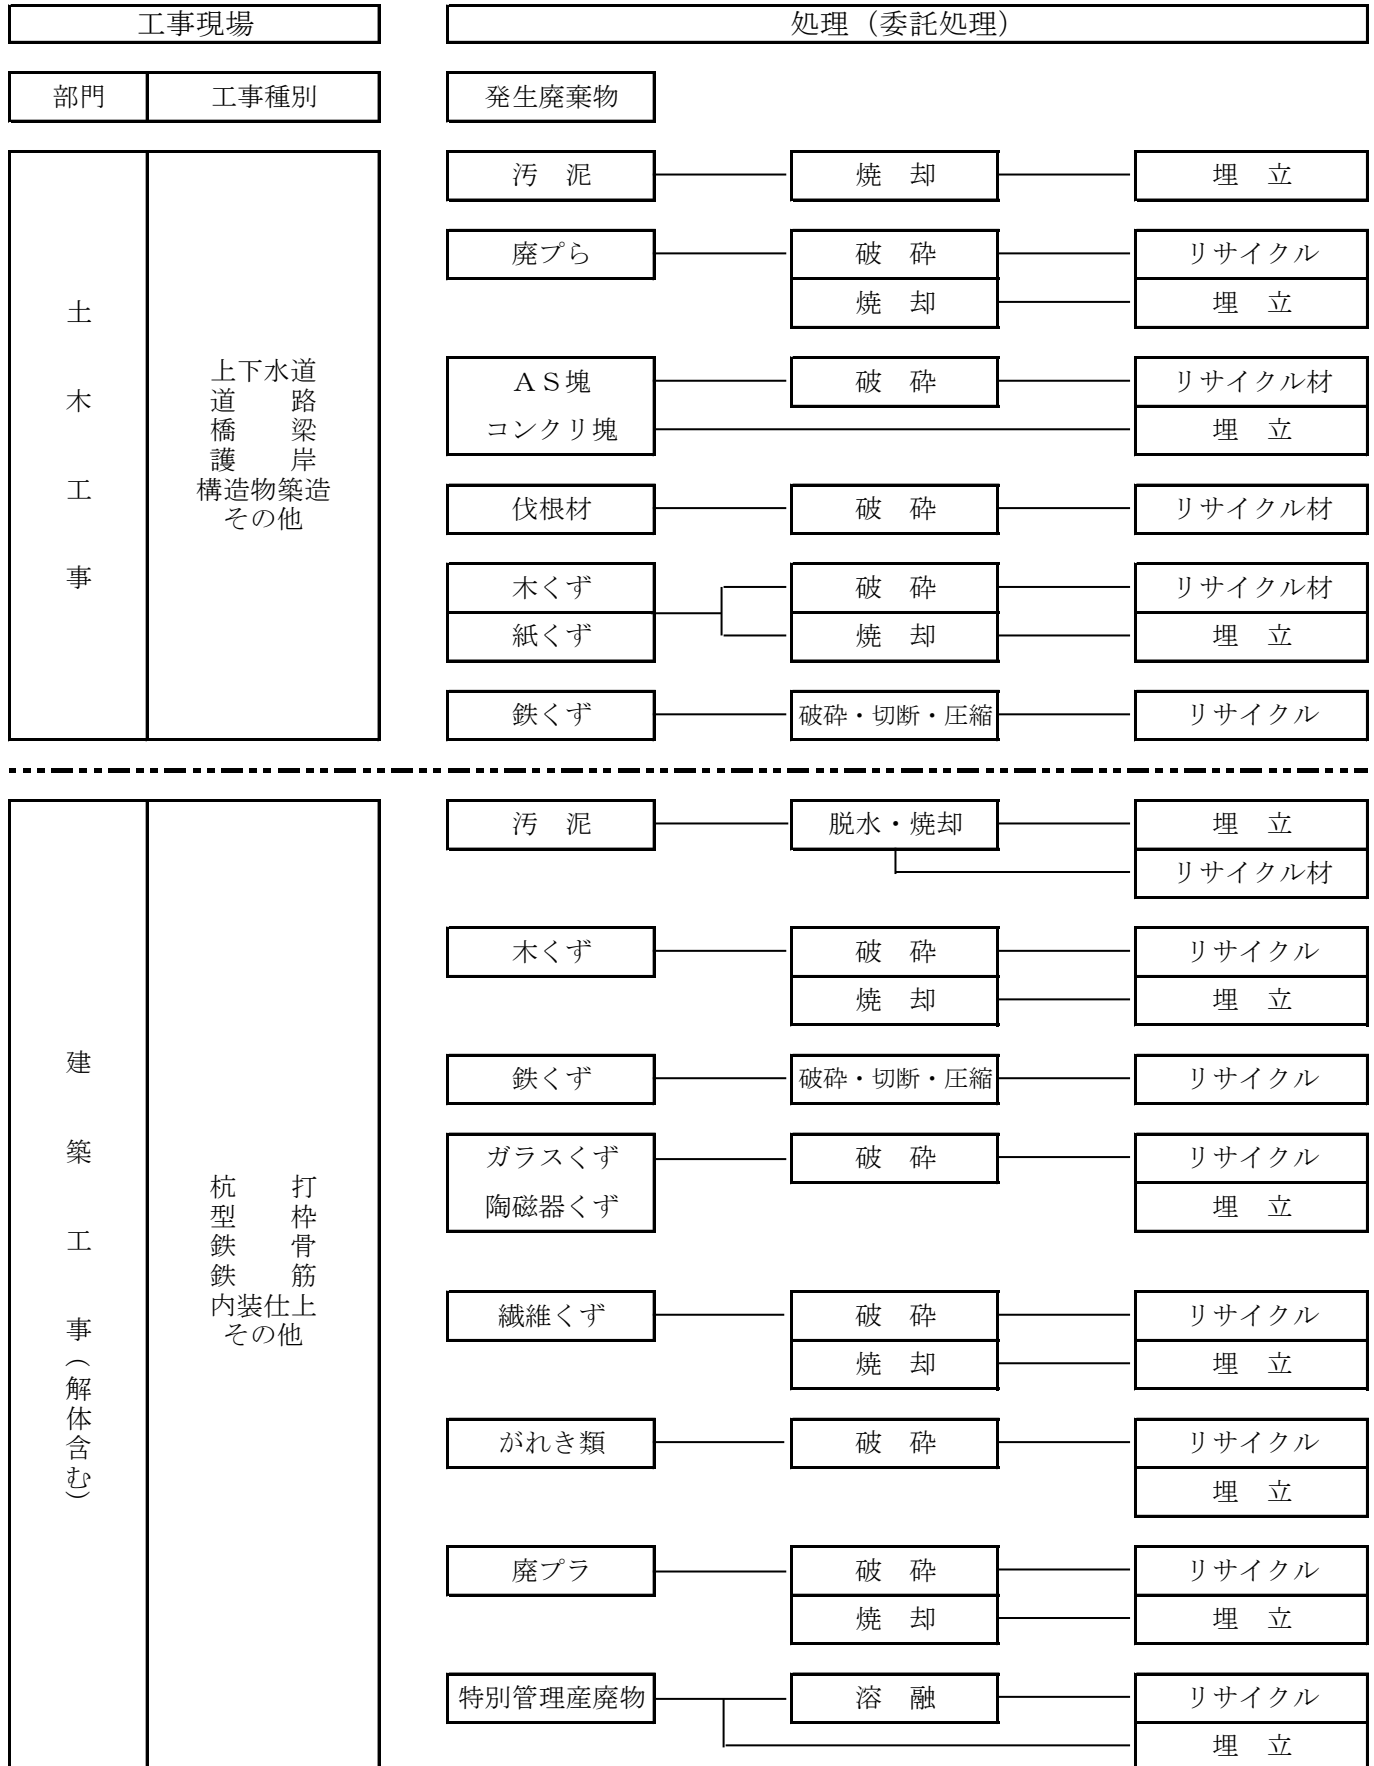 工事現場 処理（委託処理）
部門 工事種別 発生廃棄物
土木工事
上下水道
道　　路
橋　　梁
護　　岸
構造物築造
その他
汚　泥 焼　却 埋　立
廃プら 破　砕 リサイクル
焼　却 埋　立
ＡＳ塊 破　砕 リサイクル材
コンクリ塊 埋　立
伐根材 破　砕 リサイクル材
木くず 破　砕 リサイクル材
紙くず 焼　却 埋　立
鉄くず 破砕・切断・圧縮 リサイクル
建築工事（解体含む）
杭　　打
型　　枠
鉄　　骨
鉄　　筋
内装仕上
その他
汚　泥 脱水・焼却 埋　立
リサイクル材
木くず 破　砕 リサイクル
焼　却 埋　立
鉄くず 破砕・切断・圧縮 リサイクル
ガラスくず 破　砕 リサイクル
陶磁器くず 埋　立
繊維くず 破　砕 リサイクル
焼　却 埋　立
がれき類 破　砕 リサイクル
埋　立
廃プラ 破　砕 リサイクル
焼　却 埋　立
特別管理産廃物 溶　融 リサイクル
埋　立